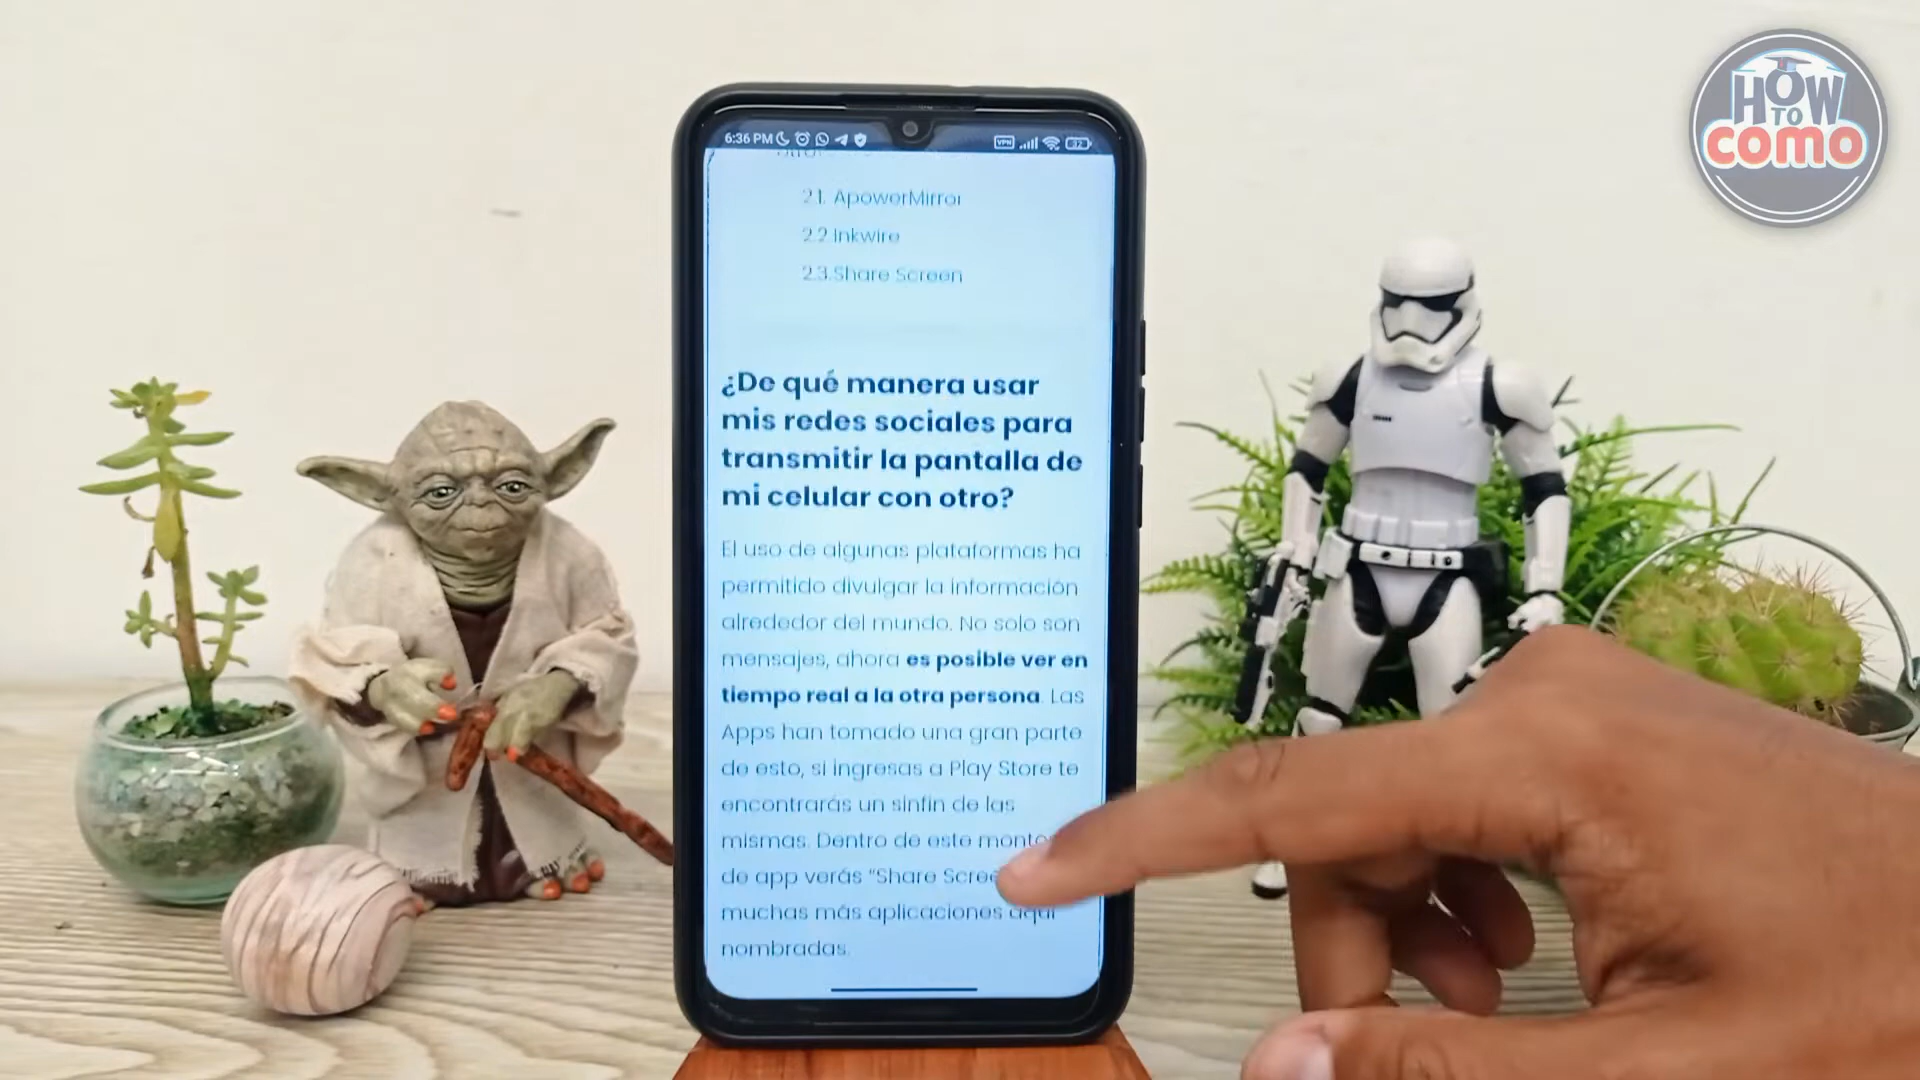 HOW
TO
COMO
6:36 PM
VPN
32
2.1. ApowerMirror
2.2.Inkwire
2.3.Share Screen
¿De qué manera usar
mis redes sociales para
transmitir la pantalla de
mi celular con otro?
El uso de algunas plataformas ha
permitido divulgar la información
alrededor del mundo. No solo son
mensajes, ahora es posible ver en
tiempo real a la otra persona. Las
Apps han tomado una gran parte
de esto, si ingresas a Play Store te
encontrarás un sinfín de las
mismas. Dentro de este
de app verás "Share
muchas más aplicaciones aquí
nombradas.